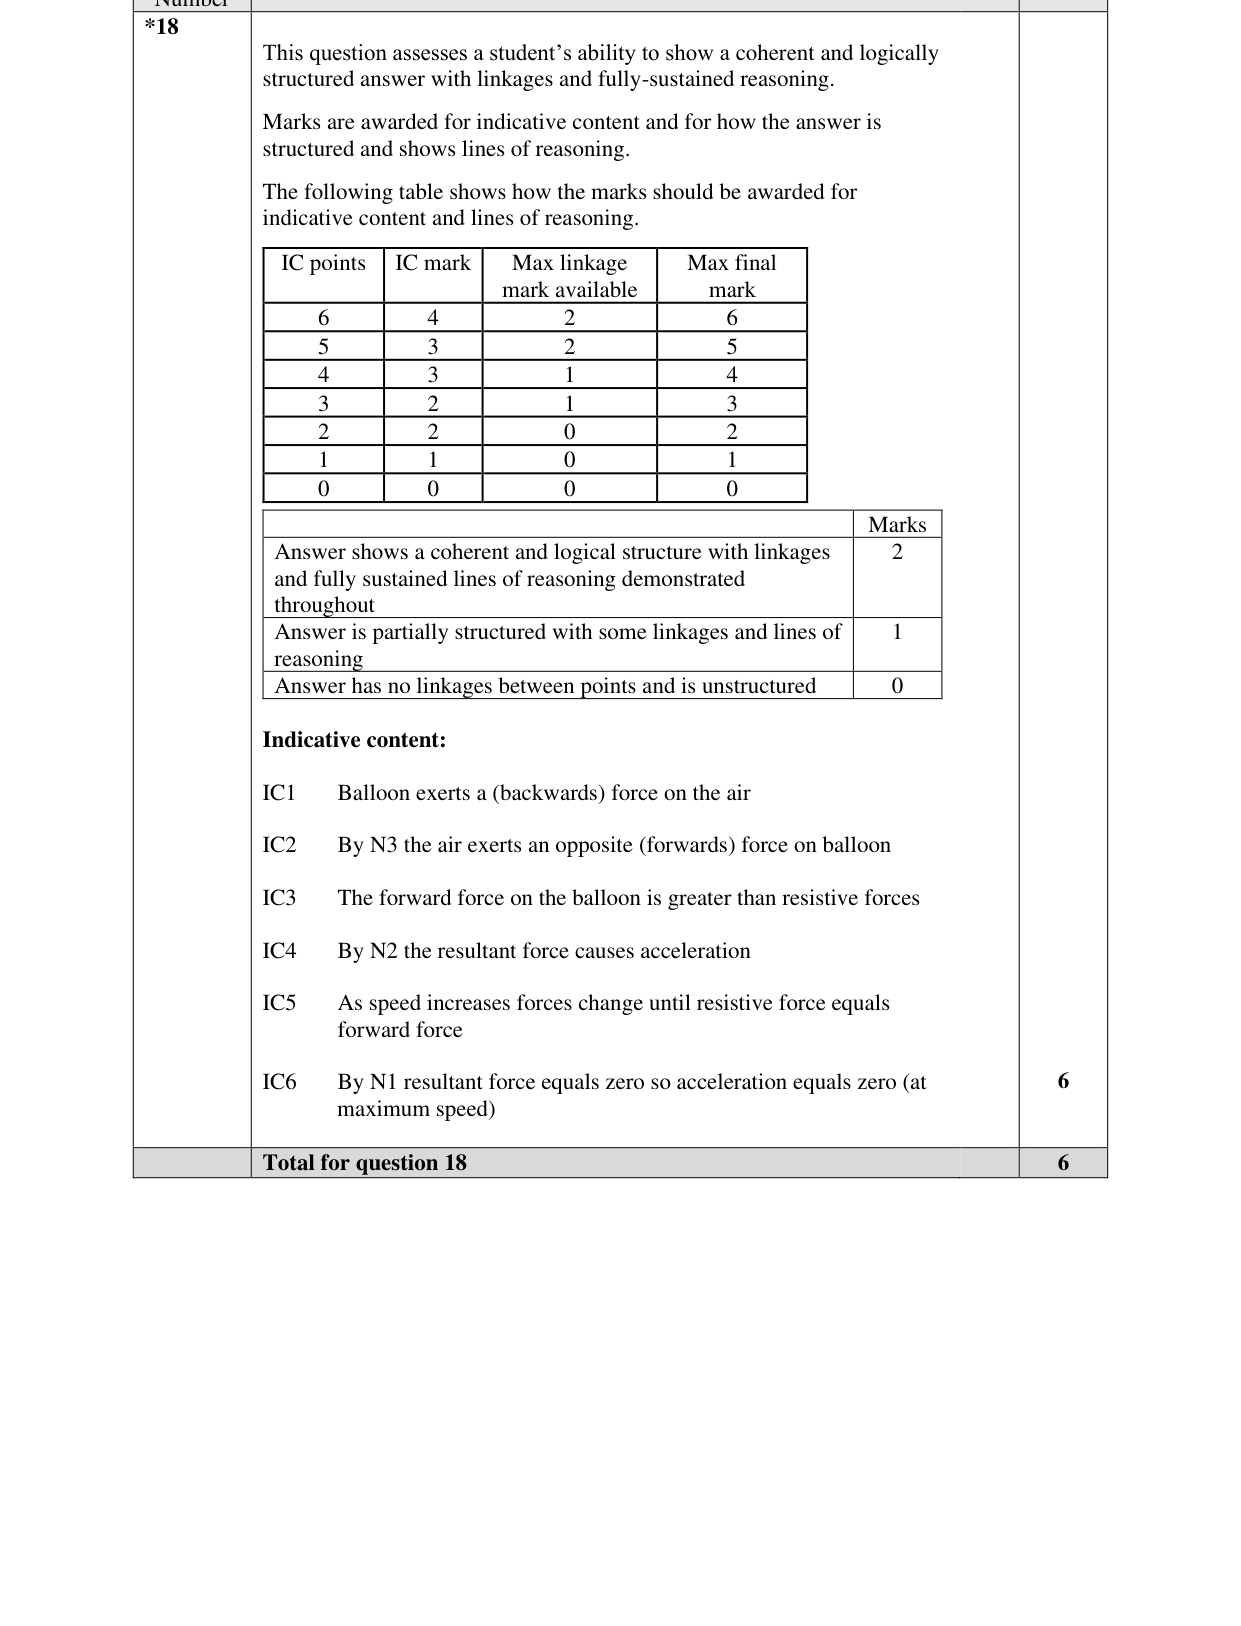 Number
*18
This question assesses a student’s ability to show a coherent and logically
structured answer with linkages and fully-sustained reasoning.
Marks are awarded for indicative content and for how the answer is
structured and shows lines of reasoning.
The following table shows how the marks should be awarded for
indicative content and lines of reasoning.
IC points IC mark Max linkage Max final
mark available mark
6 4 2 6
5 3 2 5
4 3 1 4
3 2 1 3
2 2 0 2
1 1 0 1
0 0 0 0
Marks
Answer shows a coherent and logical structure with linkages 2
and fully sustained lines of reasoning demonstrated
throughout
Answer is partially structured with some linkages and lines of 1
reasoning
Answer has no linkages between points and is unstructured 0
Indicative content:
IC1 Balloon exerts a (backwards) force on the air
IC2 By N3 the air exerts an opposite (forwards) force on balloon
IC3 The forward force on the balloon is greater than resistive forces
IC4 By N2 the resultant force causes acceleration
IC5 As speed increases forces change until resistive force equals
forward force
IC6 By N1 resultant force equals zero so acceleration equals zero (at 6
maximum speed)
Total for question 18 6